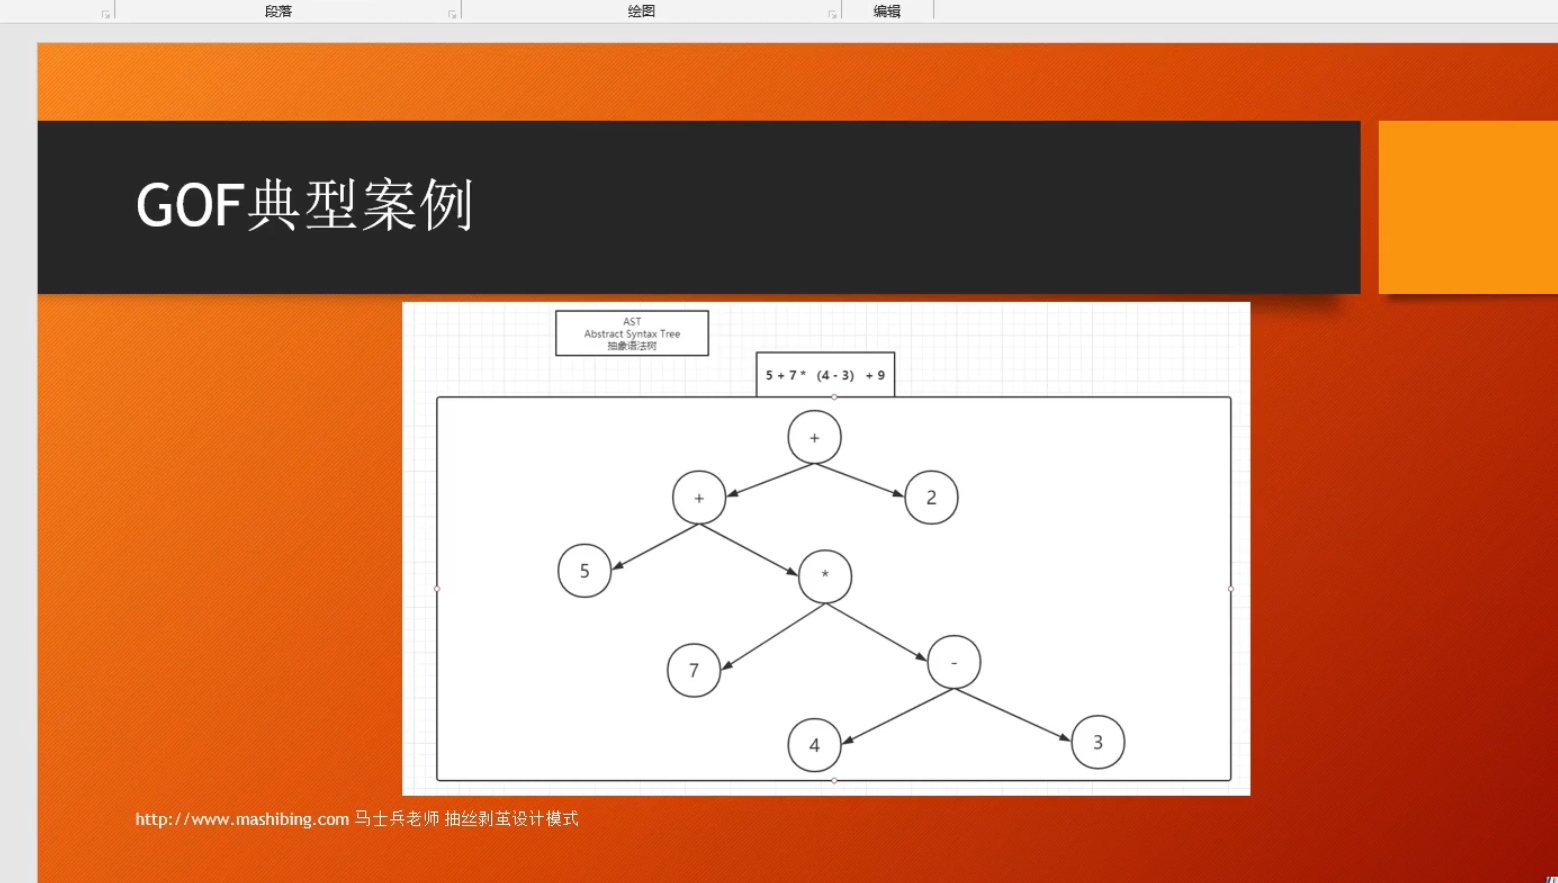 段落 绘图 编辑
GOF典型案例
AST
Abstract Syntax Tree
抽象语法树
5 + 7 * （4 - 3） + 9
+
+ 2
5 *
7 -
4 3
http://www.mashibing.com 马士兵老师 抽丝剥茧设计模式